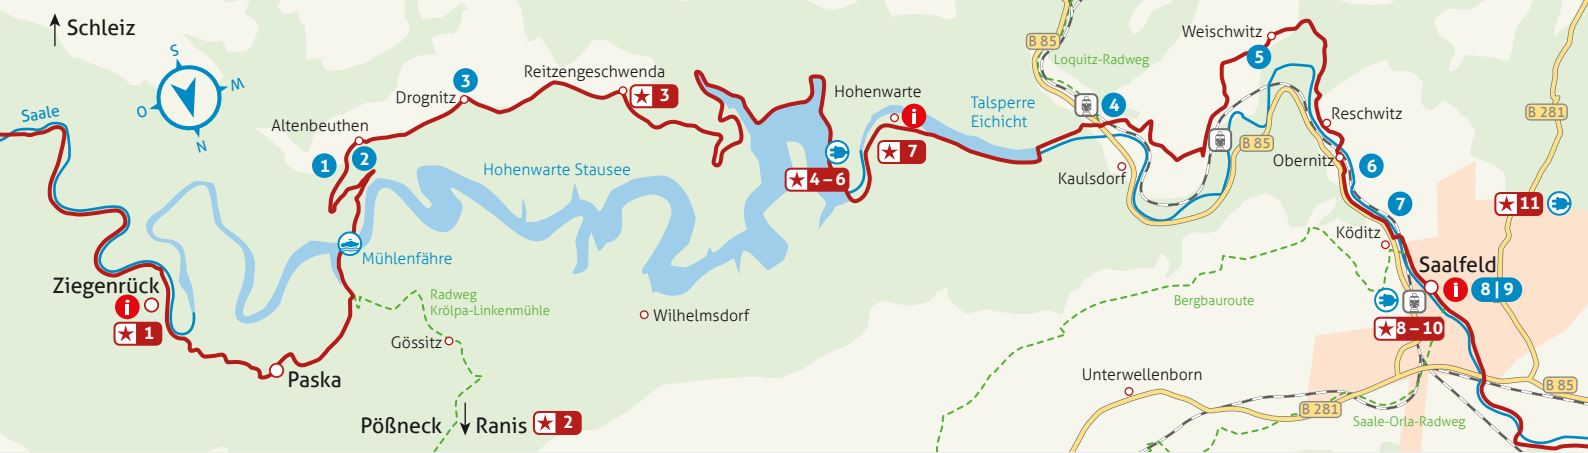 Schleiz
S
W
O
N
Saale
Drognitz
3
Reitzengeschwenda
3
Altenbeuthen
1
2
Hohenwarte Stausee
Mühlenfähre
Ziegenrück
i
1
Paska
Radweg
Krölpa-Linkenmühle
Gössitz
Pößneck
Ranis
2
Wilhelmsdorf
Hohenwarte
i
7
4–6
Talsperre
Eichicht
B 85
Loquitz-Radweg
4
Kaulsdorf
Weischwitz
5
B 85
Reschwitz
Obernitz
6
7
Köditz
B 281
11
Saalfeld
i
8|9
8–10
Bergbauroute
Unterwellenborn
B 281
Saale-Orla-Radweg
B 85